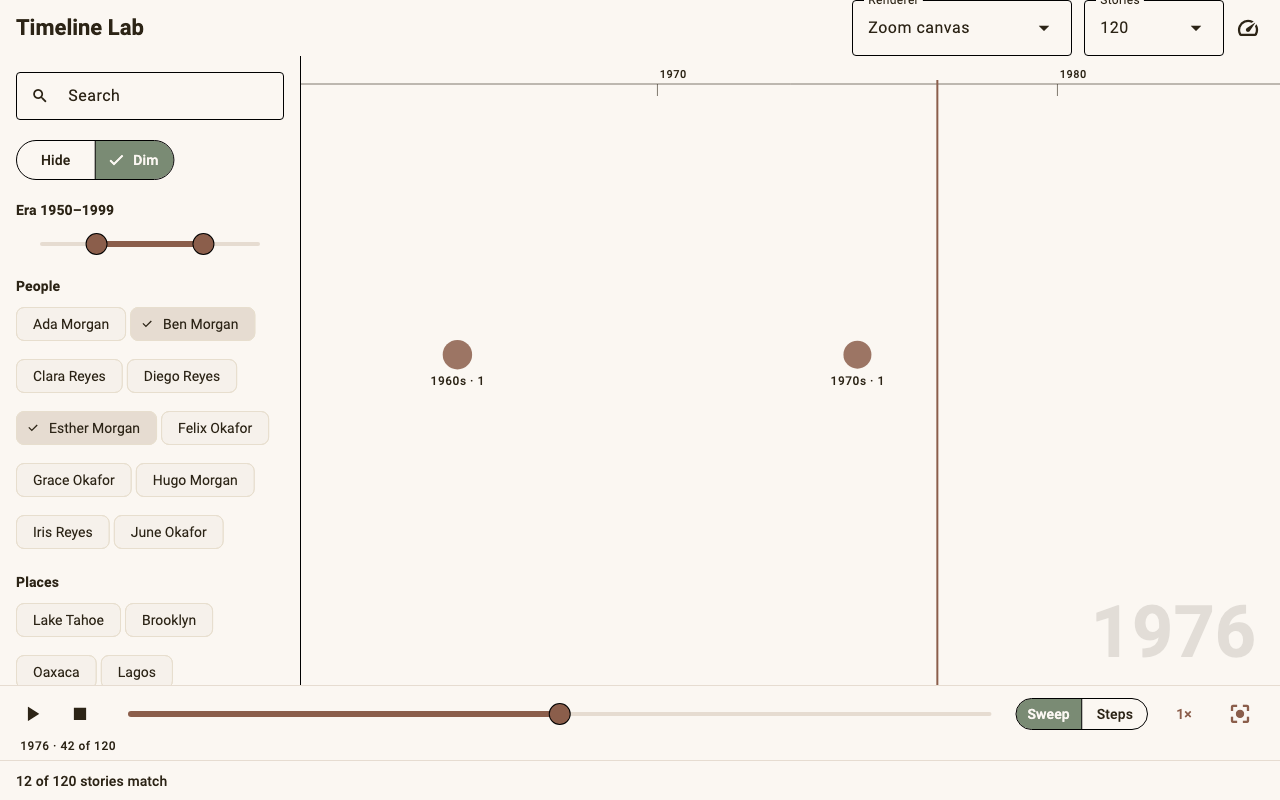 Timeline Lab
Renderer
Stories
Zoom canvas
120
Search
Hide
Dim
Era 1950–1999
People
Ada Morgan
Ben Morgan
Clara Reyes
Diego Reyes
Esther Morgan
Felix Okafor
Grace Okafor
Hugo Morgan
Iris Reyes
June Okafor
Places
Lake Tahoe
Brooklyn
Oaxaca
Lagos
1970
1980
1960s · 1
1970s · 1
1976
Sweep
Steps
1×
1976 · 42 of 120
12 of 120 stories match